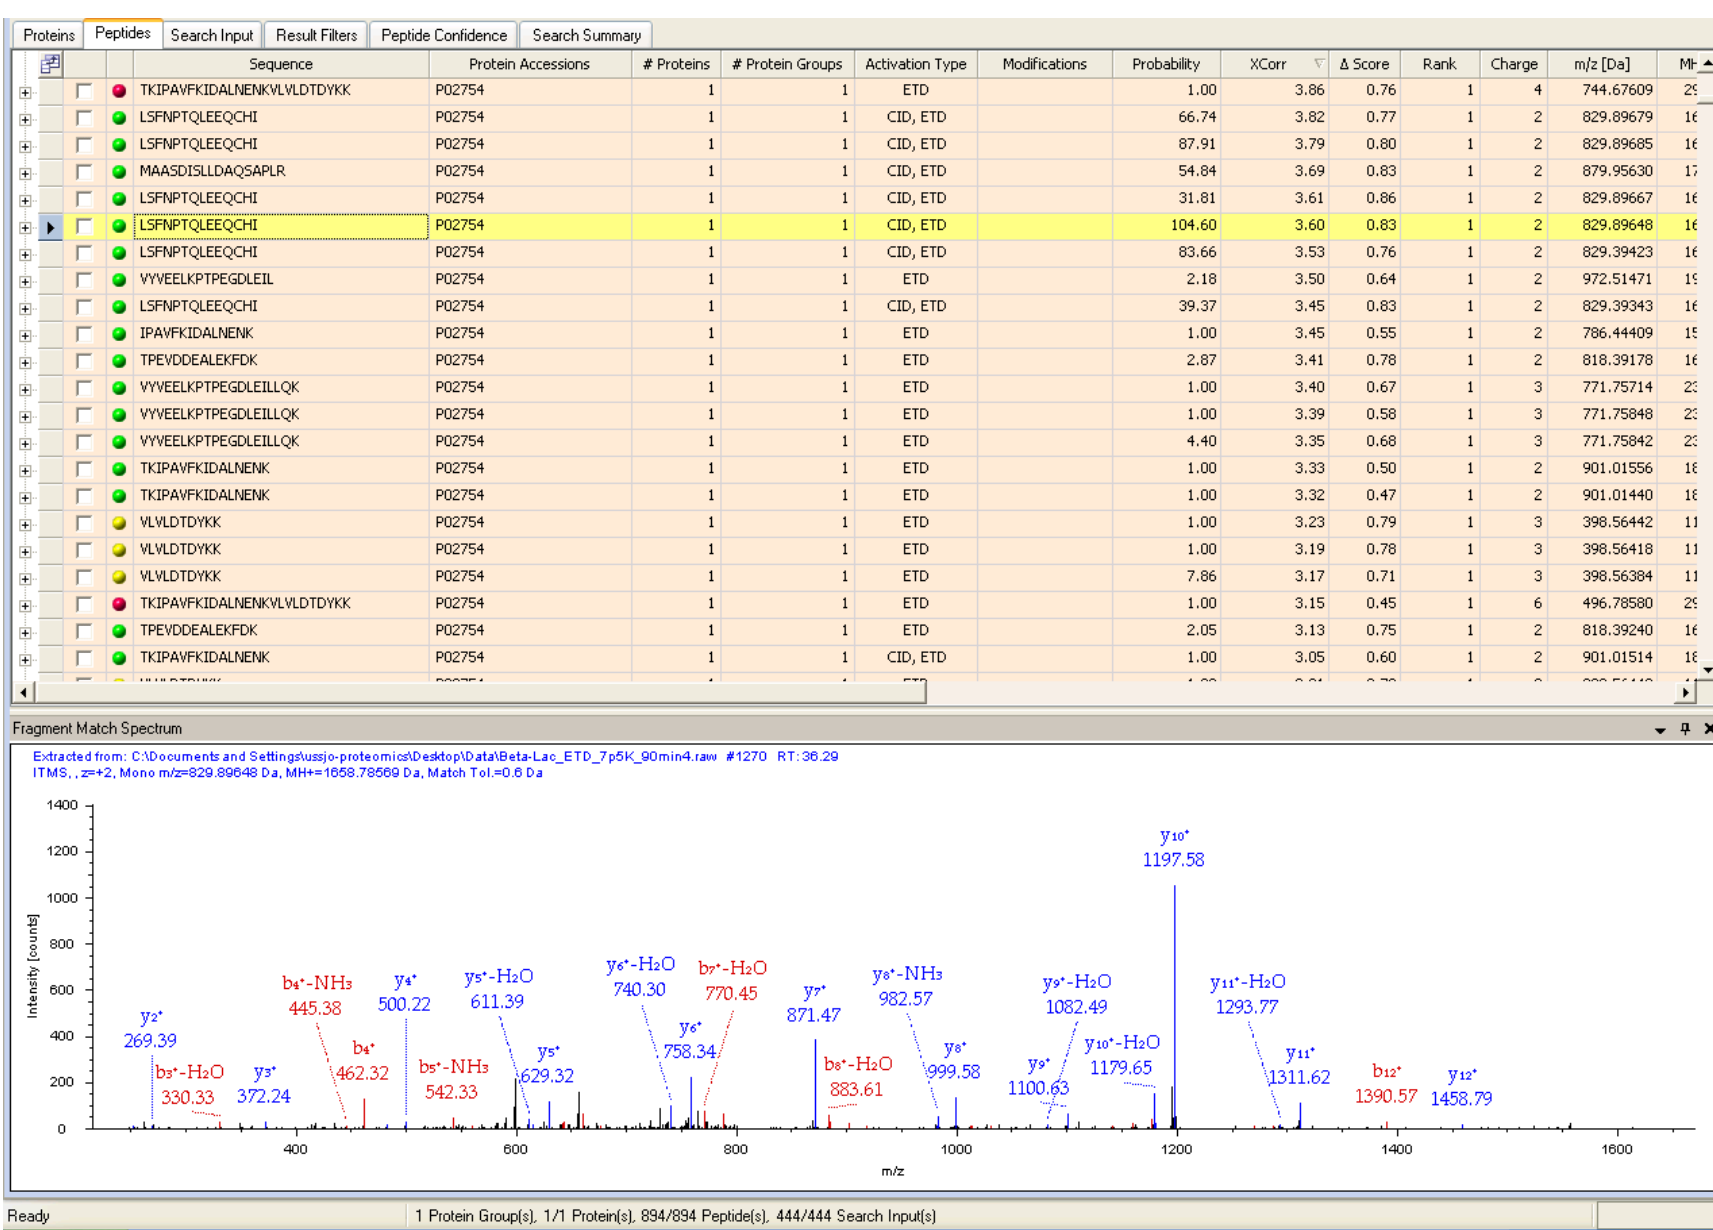 Proteins Peptides Search Input Result Filters Peptide Confidence Search Summary
Sequence Protein Accessions # Proteins # Protein Groups Activation Type Modifications Probability XCorr Δ Score Rank Charge m/z [Da]
TKIPAVFKIDALNENKVLVLDTDYKK P02754 1 1 ETD 1.00 3.86 0.76 1 4 744.67609 29
LSFNPTQLEEQCHI P02754 1 1 CID, ETD 66.74 3.82 0.77 1 2 829.89679 16
LSFNPTQLEEQCHI P02754 1 1 CID, ETD 87.91 3.79 0.80 1 2 829.89685 16
MAASDISLLDAQSAPLR P02754 1 1 CID, ETD 54.84 3.69 0.83 1 2 879.95630 17
LSFNPTQLEEQCHI P02754 1 1 CID, ETD 31.81 3.61 0.86 1 2 829.89667 16
LSFNPTQLEEQCHI P02754 1 1 CID, ETD 104.60 3.60 0.83 1 2 829.89648 16
LSFNPTQLEEQCHI P02754 1 1 CID, ETD 83.66 3.53 0.76 1 2 829.39423 16
VYVEELKPTPEGDLEIL P02754 1 1 ETD 2.18 3.50 0.64 1 2 972.51471 19
LSFNPTQLEEQCHI P02754 1 1 CID, ETD 39.37 3.45 0.83 1 2 829.39343 16
IPAVFKIDALNENK P02754 1 1 ETD 1.00 3.45 0.55 1 2 786.44409 15
TPEVDDEALEKFDK P02754 1 1 ETD 2.87 3.41 0.78 1 2 818.39178 16
VYVEELKPTPEGDLEILLQK P02754 1 1 ETD 1.00 3.40 0.67 1 3 771.75714 23
VYVEELKPTPEGDLEILLQK P02754 1 1 ETD 1.00 3.39 0.58 1 3 771.75848 23
VYVEELKPTPEGDLEILLQK P02754 1 1 ETD 4.40 3.35 0.68 1 3 771.75842 23
TKIPAVFKIDALNENK P02754 1 1 ETD 1.00 3.33 0.50 1 2 901.01556 18
TKIPAVFKIDALNENK P02754 1 1 ETD 1.00 3.32 0.47 1 2 901.01440 18
VLVLDTDYKK P02754 1 1 ETD 1.00 3.23 0.79 1 3 398.56442 11
VLVLDTDYKK P02754 1 1 ETD 1.00 3.19 0.78 1 3 398.56418 11
VLVLDTDYKK P02754 1 1 ETD 7.86 3.17 0.71 1 3 398.56384 11
TKIPAVFKIDALNENKVLVLDTDYKK P02754 1 1 ETD 1.00 3.15 0.45 1 6 496.78580 29
TPEVDDEALEKFDK P02754 1 1 ETD 2.05 3.13 0.75 1 2 818.39240 16
TKIPAVFKIDALNENK P02754 1 1 CID, ETD 1.00 3.05 0.60 1 2 901.01514 18
Fragment Match Spectrum
Extracted from: C:\Documents and Settings\ussjo-proteomics\Desktop\Data\Beta-Lac_ETD_7p5K_90min4.raw #1270 RT:36.29
ITMS, , z=+2, Mono m/z=829.89648 Da, MH+=1658.78569 Da, Match Tol.=0.6 Da
1400
1200
1000
800
600
400
200
0
Intensity [counts]
y₂⁺
269.39
b₃⁺-H₂O
330.33
y₃⁺
372.24
b₄⁺-NH₃
445.38
b₄⁺
462.32
y₄⁺
500.22
b₅⁺-NH₃
542.33
y₅⁺-H₂O
611.39
y₅⁺
629.32
y₆⁺-H₂O
740.30
y₆⁺
758.34
b₇⁺-H₂O
770.45
y₇⁺
871.47
b₈⁺-H₂O
883.61
y₈⁺-NH₃
982.57
y₈⁺
999.58
y₉⁺-H₂O
1082.49
y₉⁺
1100.63
y₁₀⁺-H₂O
1179.65
y₁₀⁺
1197.58
y₁₁⁺-H₂O
1293.77
y₁₁⁺
1311.62
b₁₂⁺
1390.57
y₁₂⁺
1458.79
400 600 800 1000 1200 1400 1600
m/z
Ready 1 Protein Group(s), 1/1 Protein(s), 894/894 Peptide(s), 444/444 Search Input(s)